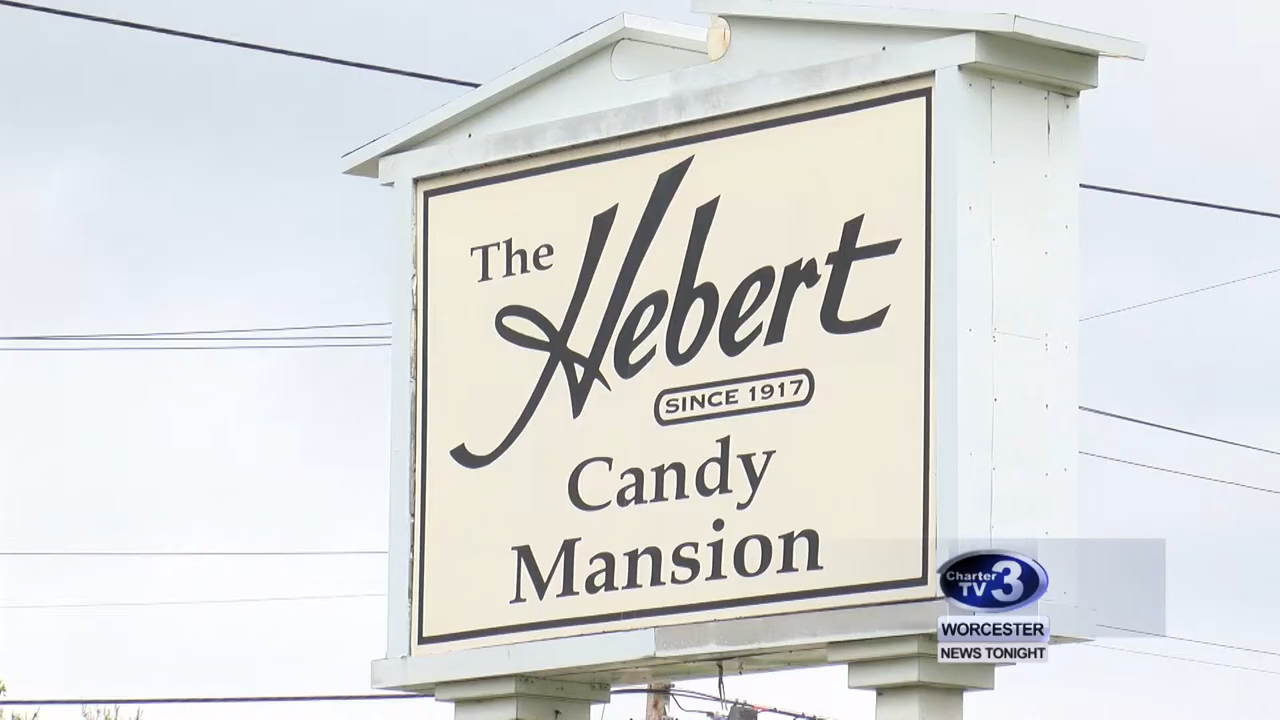 The
Hebert
SINCE 1917
Candy
Mansion
Charter
TV 3
WORCESTER
NEWS TONIGHT